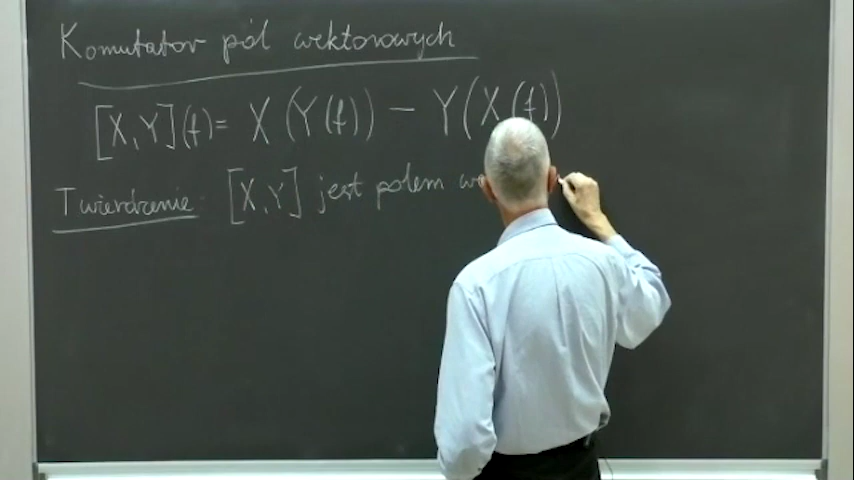 Komutator pól wektorowych
[X,Y](f) = X(Y(f)) - Y(X(f))
Twierdzenie: [X,Y] jest polem